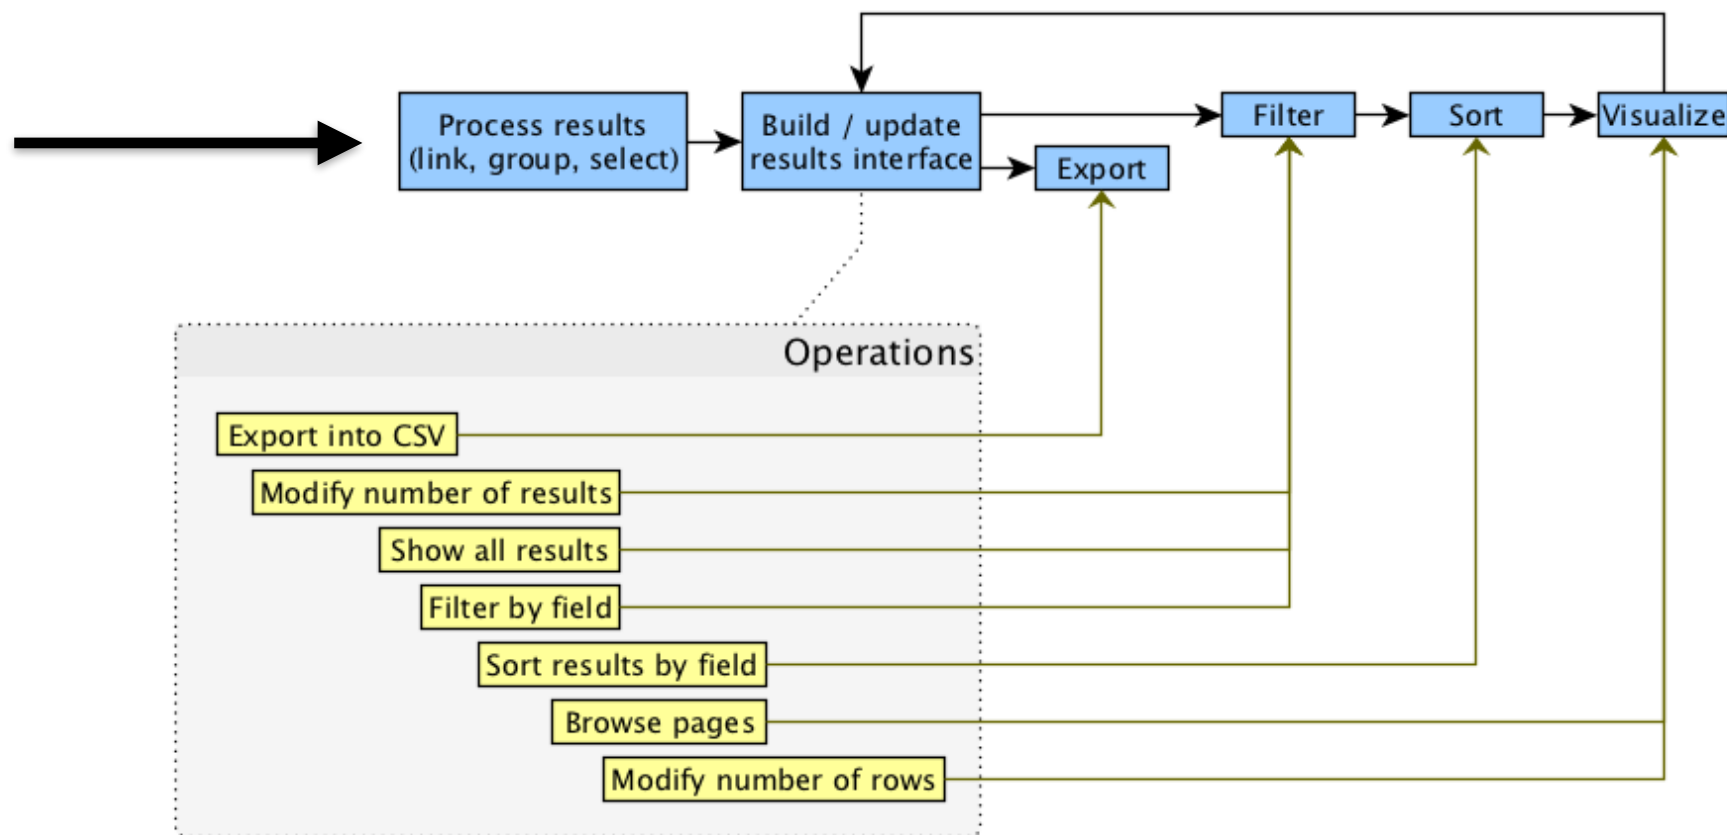 Process results
(link, group, select)
Build / update
results interface
Filter
Sort
Visualize
Export
Operations
Export into CSV
Modify number of results
Show all results
Filter by field
Sort results by field
Browse pages
Modify number of rows